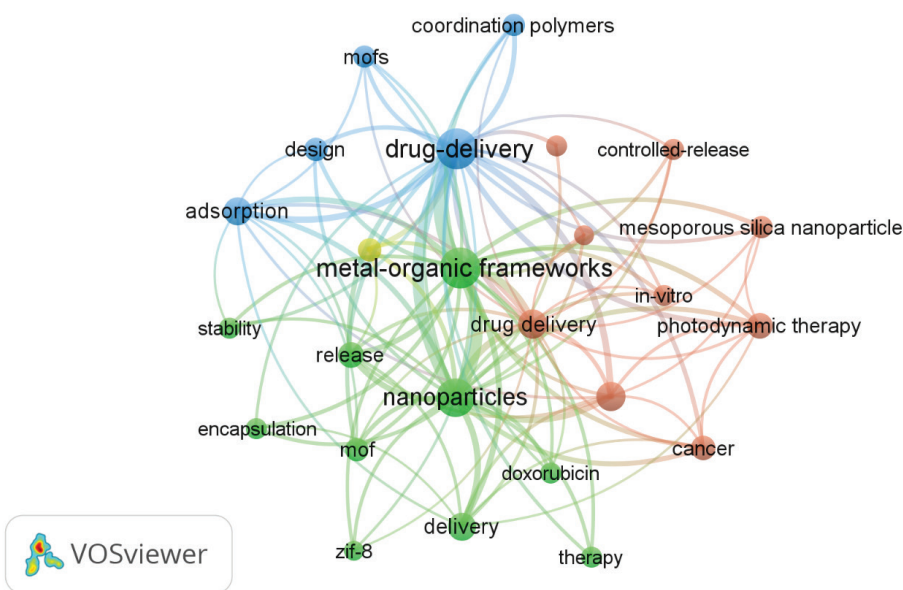 coordination polymers
mofs
design
drug-delivery
controlled-release
adsorption
mesoporous silica nanoparticle
metal-organic frameworks
in-vitro
stability
drug delivery
photodynamic therapy
release
nanoparticles
encapsulation
mof
cancer
doxorubicin
delivery
zif-8
therapy
VOSviewer